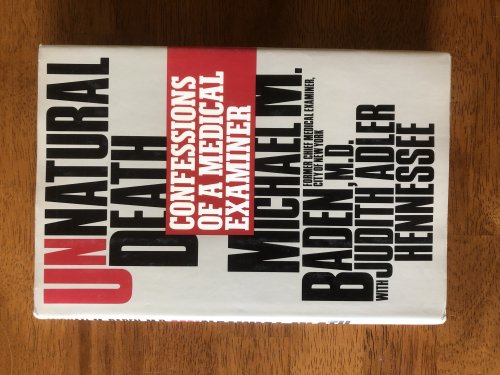 UNNATURAL
DEATH
CONFESSIONS
OF A MEDICAL
EXAMINER
MICHAEL M.
BADEN, M.D.
FORMER CHIEF MEDICAL EXAMINER,
CITY OF NEW YORK
WITH JUDITH ADLER
HENNESSEE